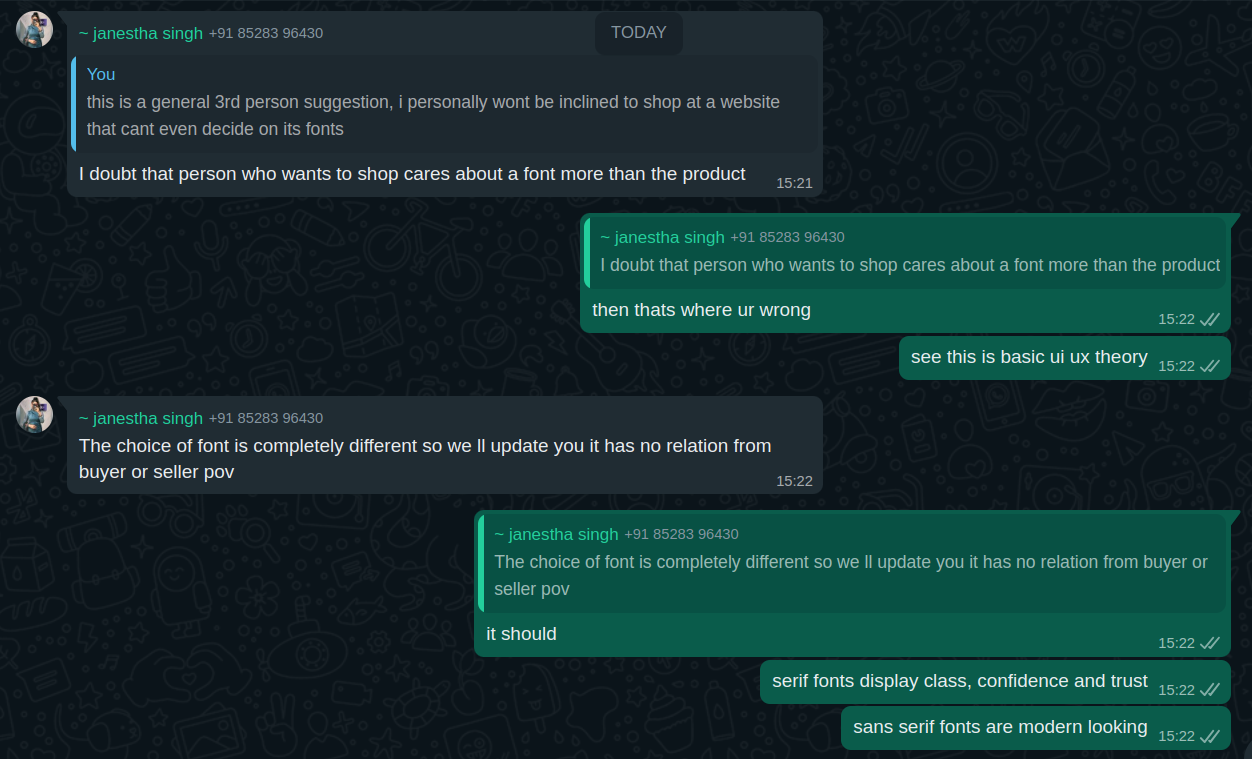 ~ janestha singh +91 85283 96430
TODAY
You
this is a general 3rd person suggestion, i personally wont be inclined to shop at a website
that cant even decide on its fonts
I doubt that person who wants to shop cares about a font more than the product
15:21
~ janestha singh +91 85283 96430
I doubt that person who wants to shop cares about a font more than the product
then thats where ur wrong
15:22
see this is basic ui ux theory
15:22
~ janestha singh +91 85283 96430
The choice of font is completely different so we ll update you it has no relation from
buyer or seller pov
15:22
~ janestha singh +91 85283 96430
The choice of font is completely different so we ll update you it has no relation from buyer or
seller pov
it should
15:22
serif fonts display class, confidence and trust
15:22
sans serif fonts are modern looking
15:22